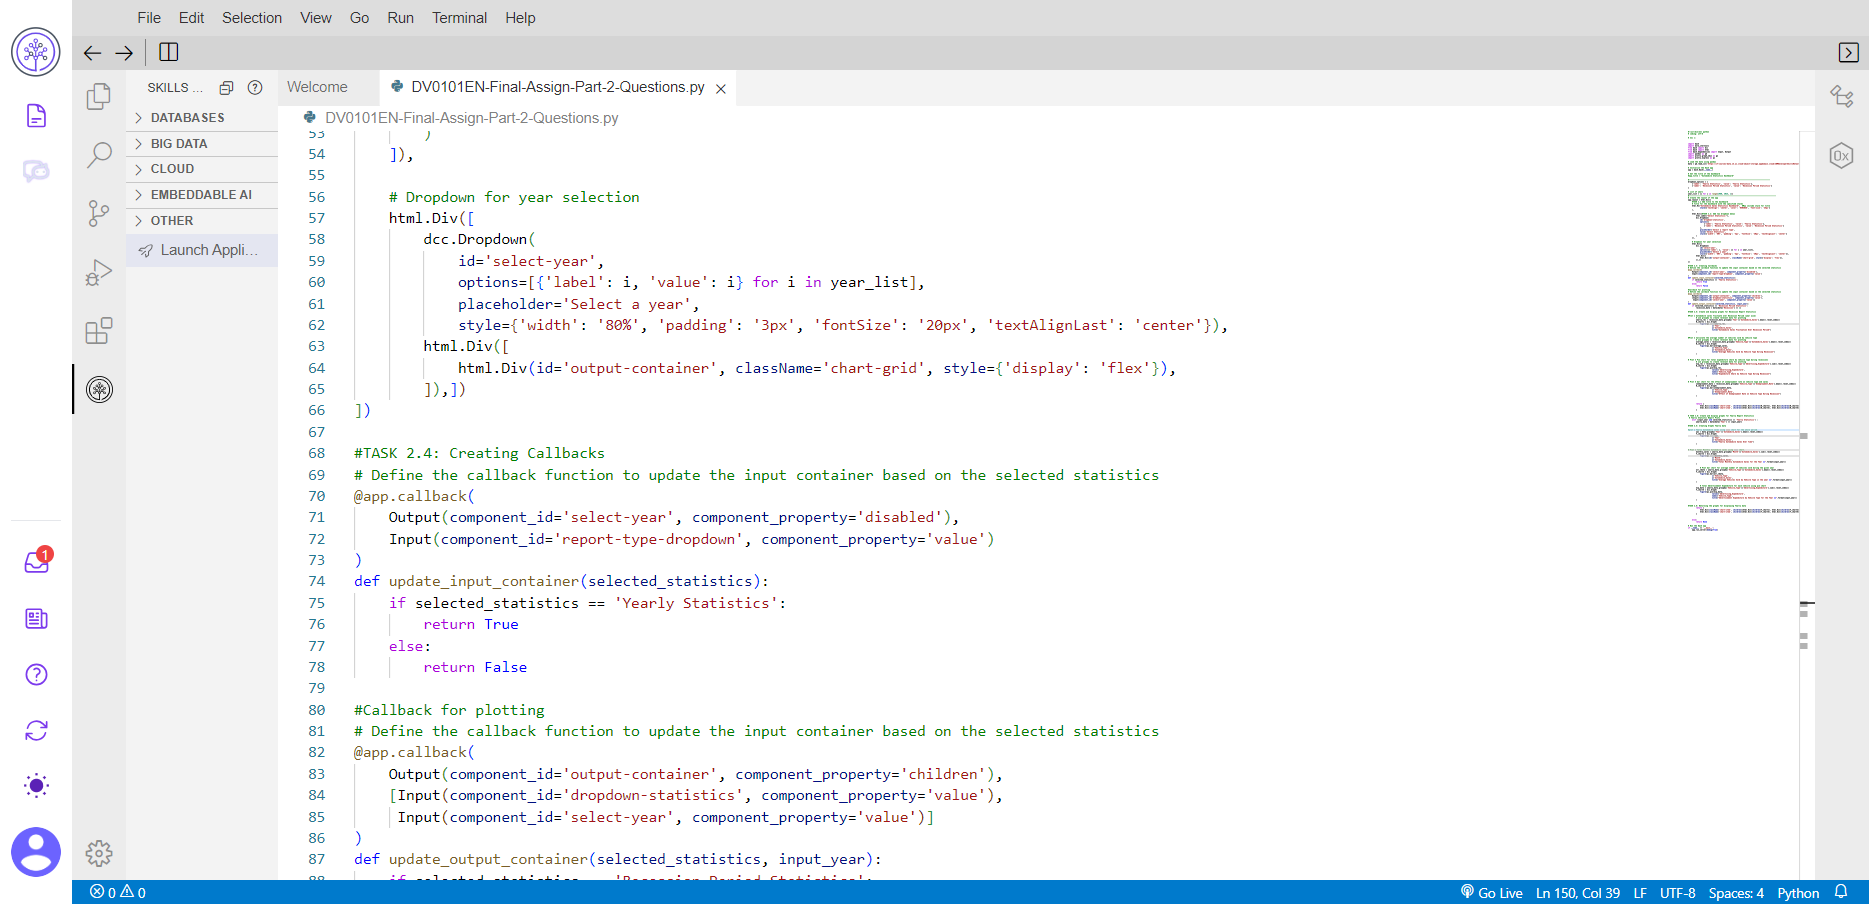 File Edit Selection View Go Run Terminal Help
SKILLS ...
Welcome
DV0101EN-Final-Assign-Part-2-Questions.py
DATABASES
BIG DATA
CLOUD
EMBEDDABLE AI
OTHER
Launch Appli...
DV0101EN-Final-Assign-Part-2-Questions.py
53 )
54 ]),
55
56 # Dropdown for year selection
57 html.Div([
58 dcc.Dropdown(
59 id='select-year',
60 options=[{'label': i, 'value': i} for i in year_list],
61 placeholder='Select a year',
62 style={'width': '80%', 'padding': '3px', 'fontSize': '20px', 'textAlignLast': 'center'}),
63 html.Div([
64 html.Div(id='output-container', className='chart-grid', style={'display': 'flex'}),
65 ]),])
66 ])
67
68 #TASK 2.4: Creating Callbacks
69 # Define the callback function to update the input container based on the selected statistics
70 @app.callback(
71 Output(component_id='select-year', component_property='disabled'),
72 Input(component_id='report-type-dropdown', component_property='value')
73 )
74 def update_input_container(selected_statistics):
75 if selected_statistics == 'Yearly Statistics':
76 return True
77 else:
78 return False
79
80 #Callback for plotting
81 # Define the callback function to update the input container based on the selected statistics
82 @app.callback(
83 Output(component_id='output-container', component_property='children'),
84 [Input(component_id='dropdown-statistics', component_property='value'),
85 Input(component_id='select-year', component_property='value')]
86 )
87 def update_output_container(selected_statistics, input_year):
88 if selected_statistics == 'Recession Period Statistics':
0x
1
0 0
Go Live Ln 150, Col 39 LF UTF-8 Spaces: 4 Python